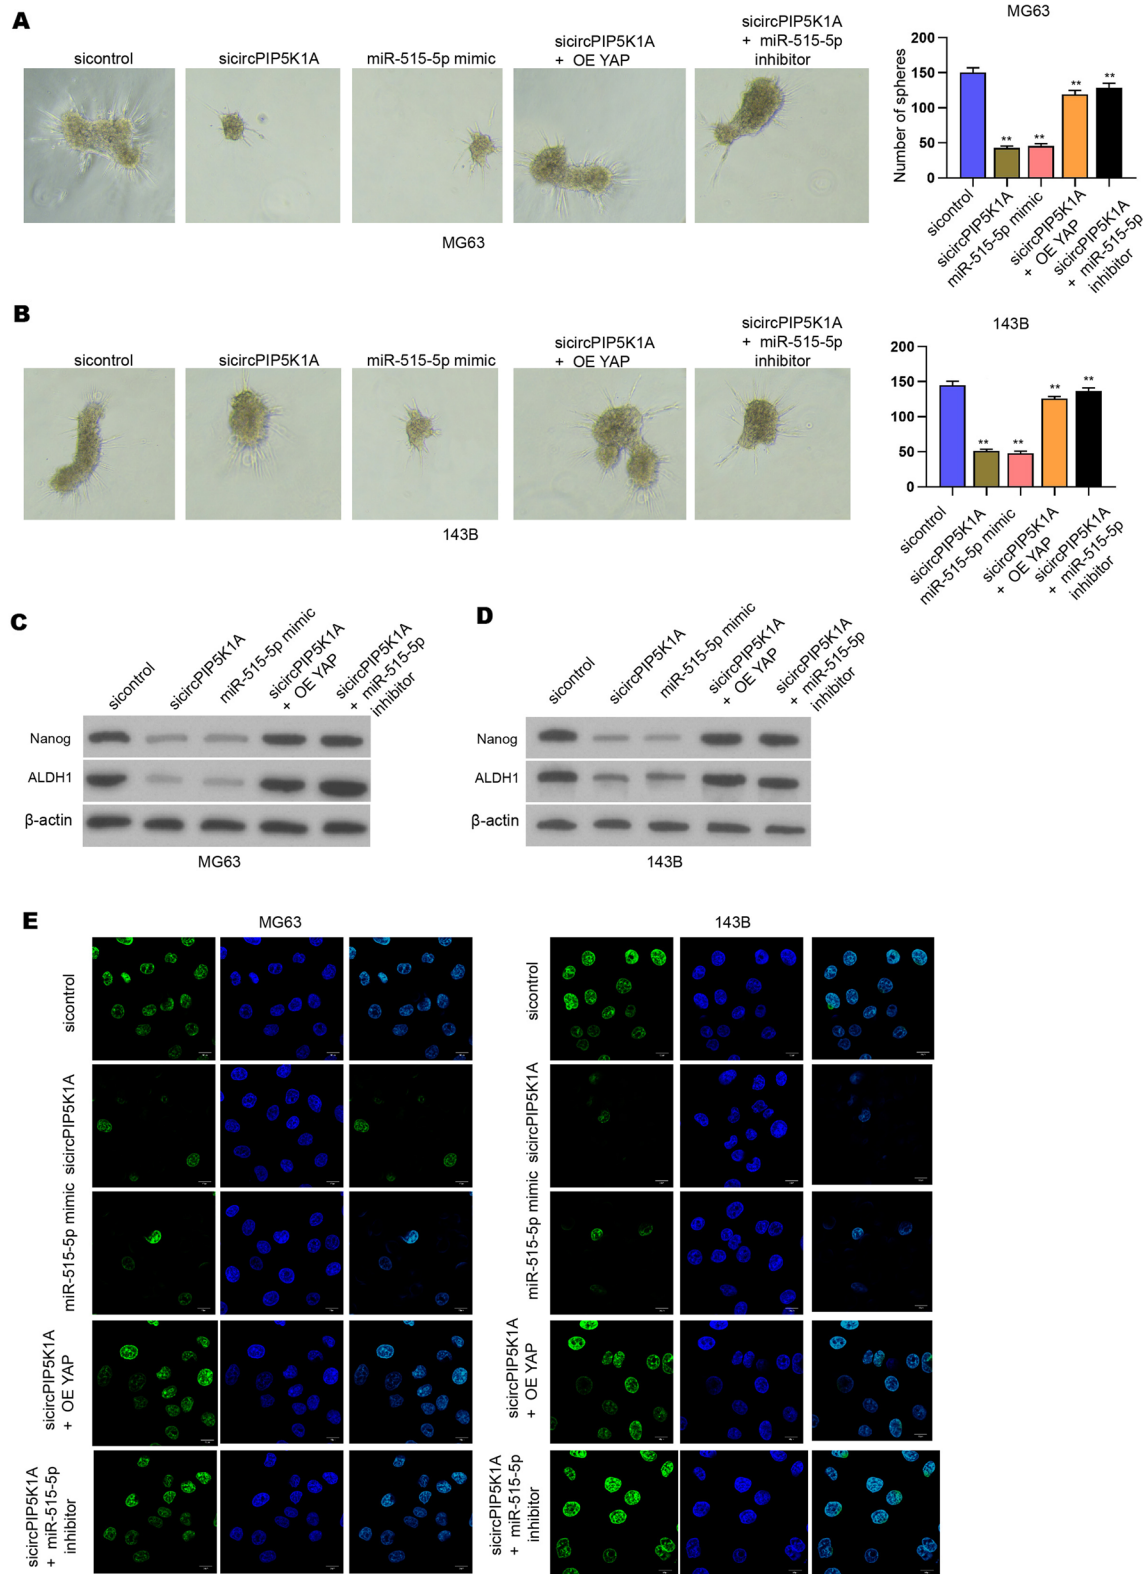 A
sicontrol
sicircPIP5K1A
miR-515-5p mimic
sicircPIP5K1A
+ OE YAP
sicircPIP5K1A
+ miR-515-5p
inhibitor
MG63
MG63
Number of spheres
200
150
100
50
0
**
**
**
**
sicontrol
sicircPIP5K1A
miR-515-5p mimic
sicircPIP5K1A
+ OE YAP
sicircPIP5K1A
+ miR-515-5p
inhibitor
B
sicontrol
sicircPIP5K1A
miR-515-5p mimic
sicircPIP5K1A
+ OE YAP
sicircPIP5K1A
+ miR-515-5p
inhibitor
143B
143B
200
150
100
50
0
**
**
**
**
sicontrol
sicircPIP5K1A
miR-515-5p mimic
sicircPIP5K1A
+ OE YAP
sicircPIP5K1A
+ miR-515-5p
inhibitor
C
sicontrol
sicircPIP5K1A
miR-515-5p mimic
sicircPIP5K1A
+ OE YAP
sicircPIP5K1A
+ miR-515-5p
inhibitor
Nanog
ALDH1
β-actin
MG63
D
sicontrol
sicircPIP5K1A
miR-515-5p mimic
sicircPIP5K1A
+ OE YAP
sicircPIP5K1A
+ miR-515-5p
inhibitor
Nanog
ALDH1
β-actin
143B
E
MG63
sicontrol
sicircPIP5K1A
miR-515-5p mimic
sicircPIP5K1A
+ OE YAP
sicircPIP5K1A
+ miR-515-5p
inhibitor
143B
sicontrol
sicircPIP5K1A
miR-515-5p mimic
sicircPIP5K1A
+ OE YAP
sicircPIP5K1A
+ miR-515-5p
inhibitor